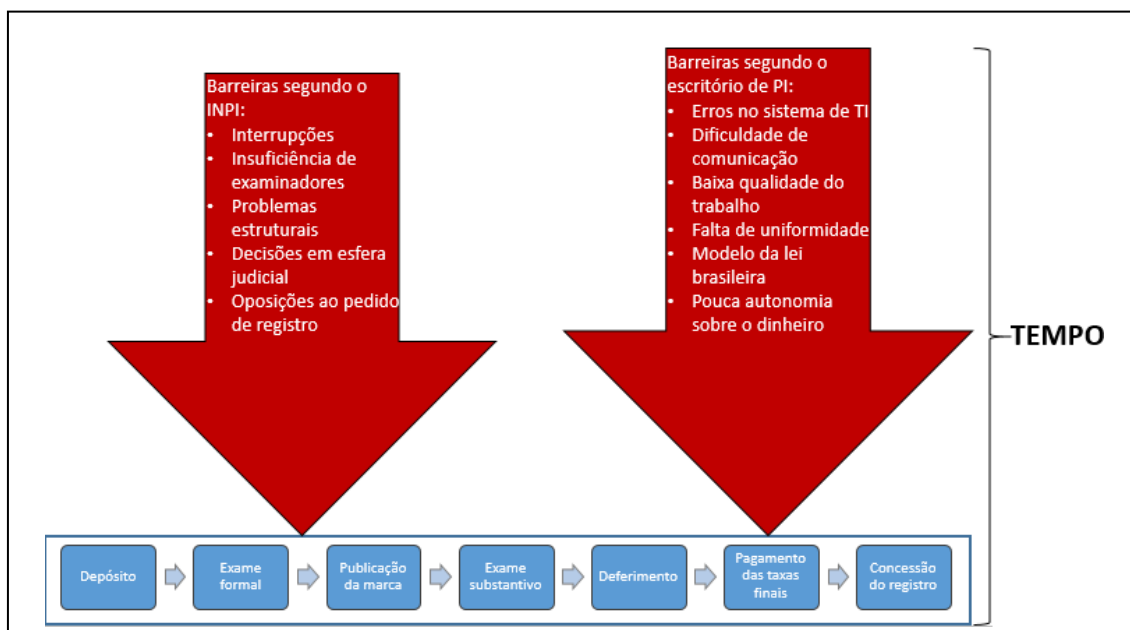 Barreiras segundo o
INPI:
• Interrupções
• Insuficiência de
examinadores
• Problemas
estruturais
• Decisões em esfera
judicial
• Oposições ao pedido
de registro
Barreiras segundo o
escritório de PI:
• Erros no sistema de TI
• Dificuldade de
comunicação
• Baixa qualidade do
trabalho
• Falta de uniformidade
• Modelo da lei
brasileira
• Pouca autonomia
sobre o dinheiro
TEMPO
Depósito
Exame
formal
Publicação
da marca
Exame
substantivo
Deferimento
Pagamento
das taxas
finais
Concessão
do registro